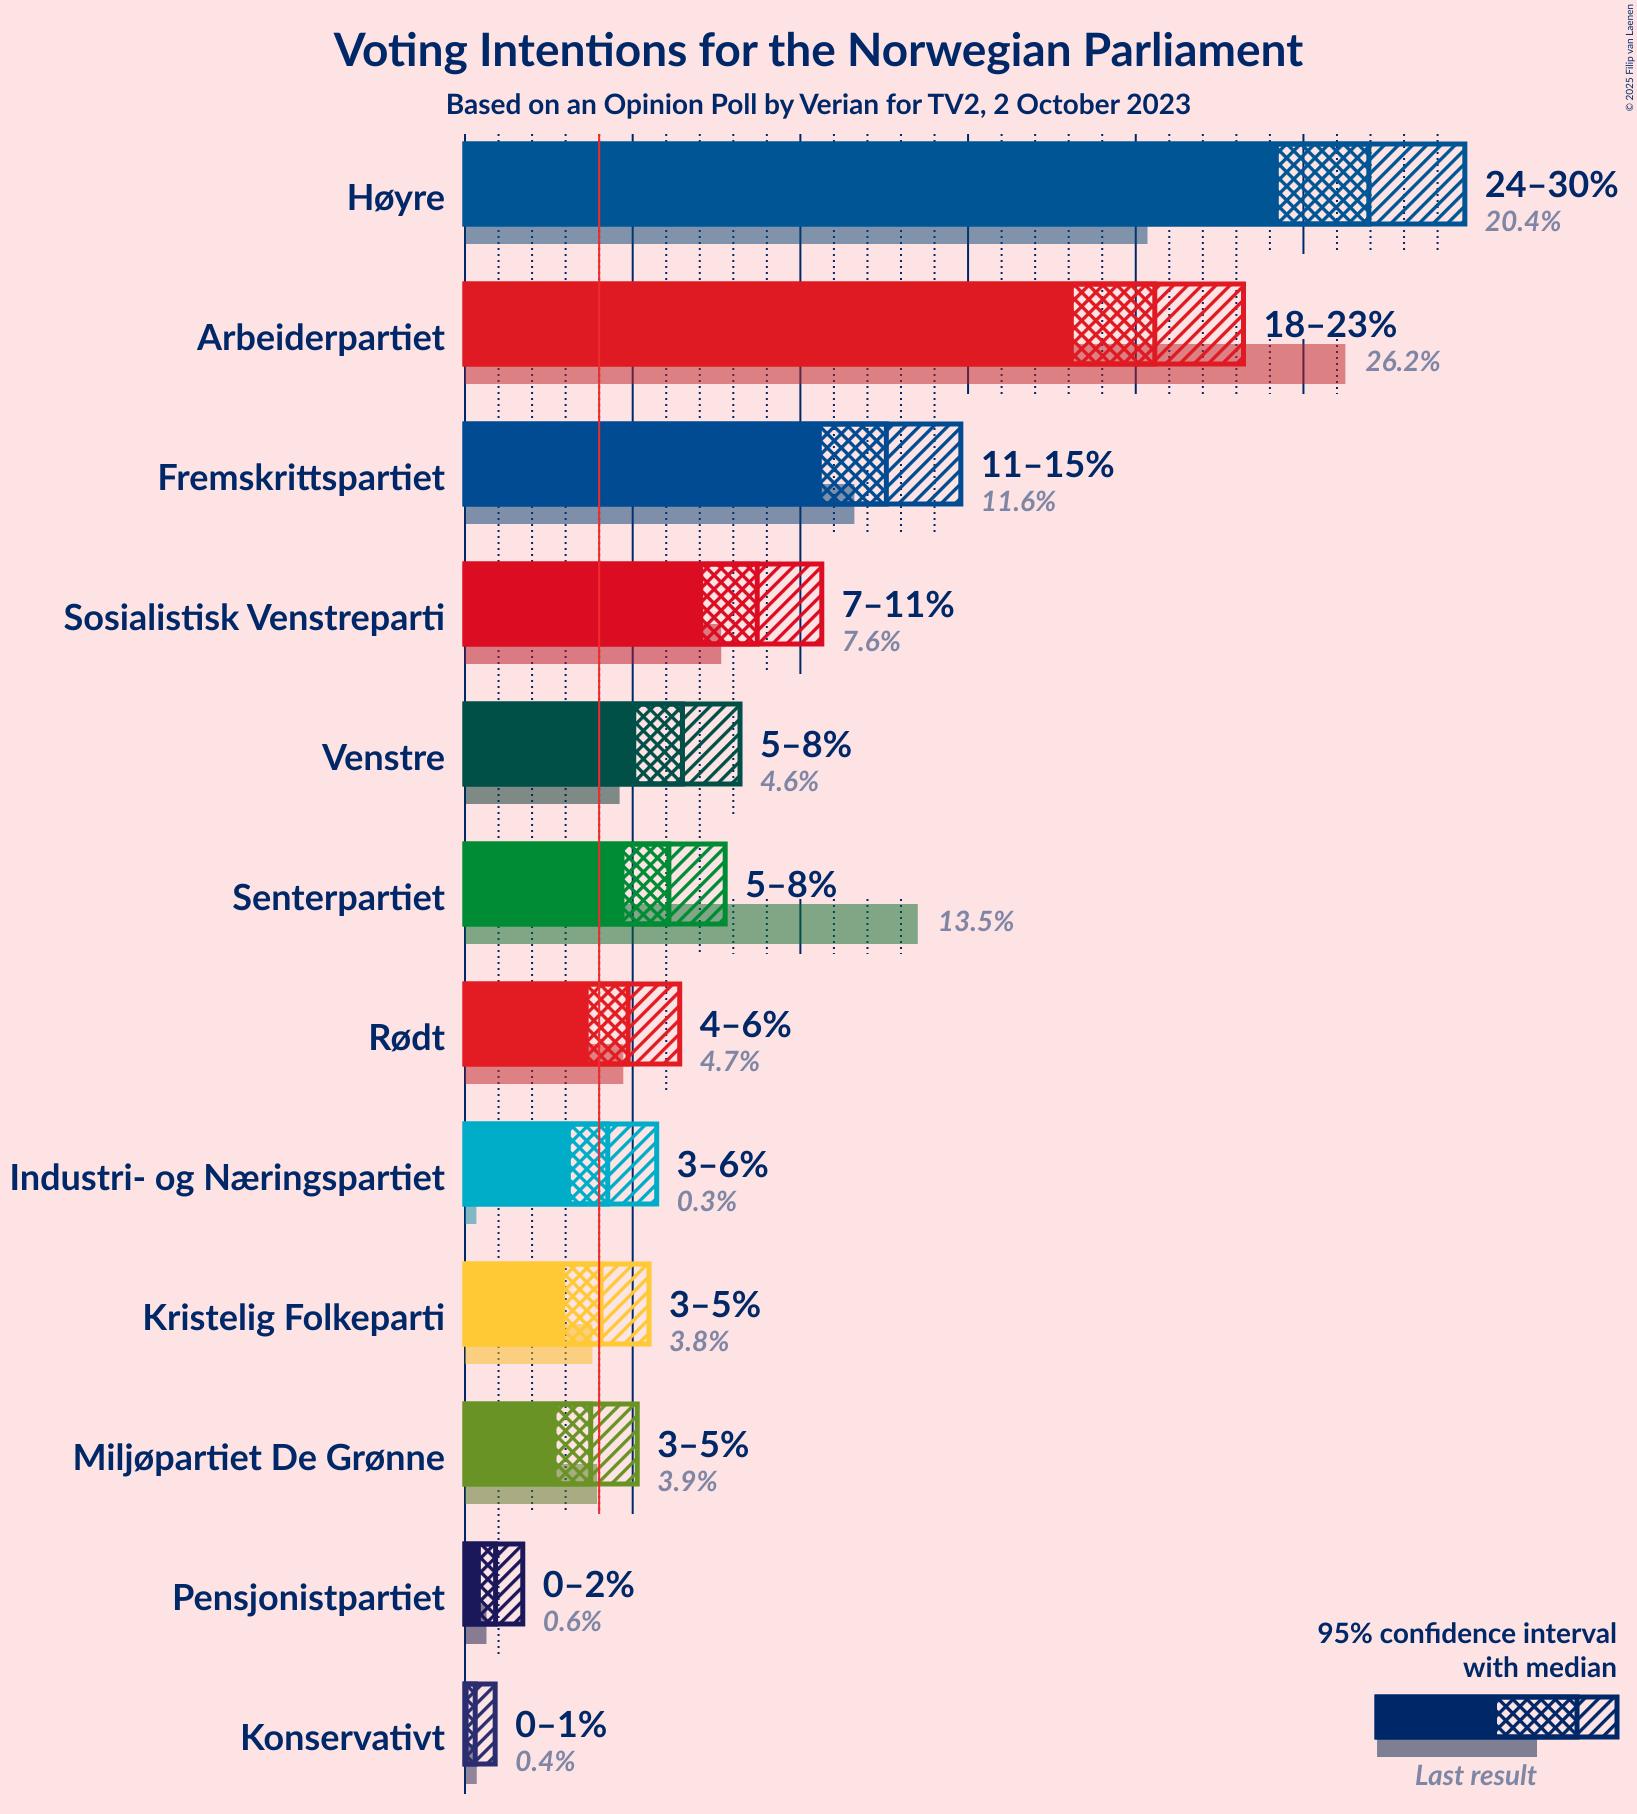 Voting Intentions for the Norwegian Parliament
Based on an Opinion Poll by Verian for TV2, 2 October 2023
© 2025 Filip van Laenen
Høyre
24–30%
20.4%
Arbeiderpartiet
18–23%
26.2%
Fremskrittspartiet
11–15%
11.6%
Sosialistisk Venstreparti
7–11%
7.6%
Venstre
5–8%
4.6%
Senterpartiet
5–8%
13.5%
Rødt
4–6%
4.7%
Industri- og Næringspartiet
3–6%
0.3%
Kristelig Folkeparti
3–5%
3.8%
Miljøpartiet De Grønne
3–5%
3.9%
Pensjonistpartiet
0–2%
0.6%
Konservativt
0–1%
0.4%
95% confidence interval
with median
Last result